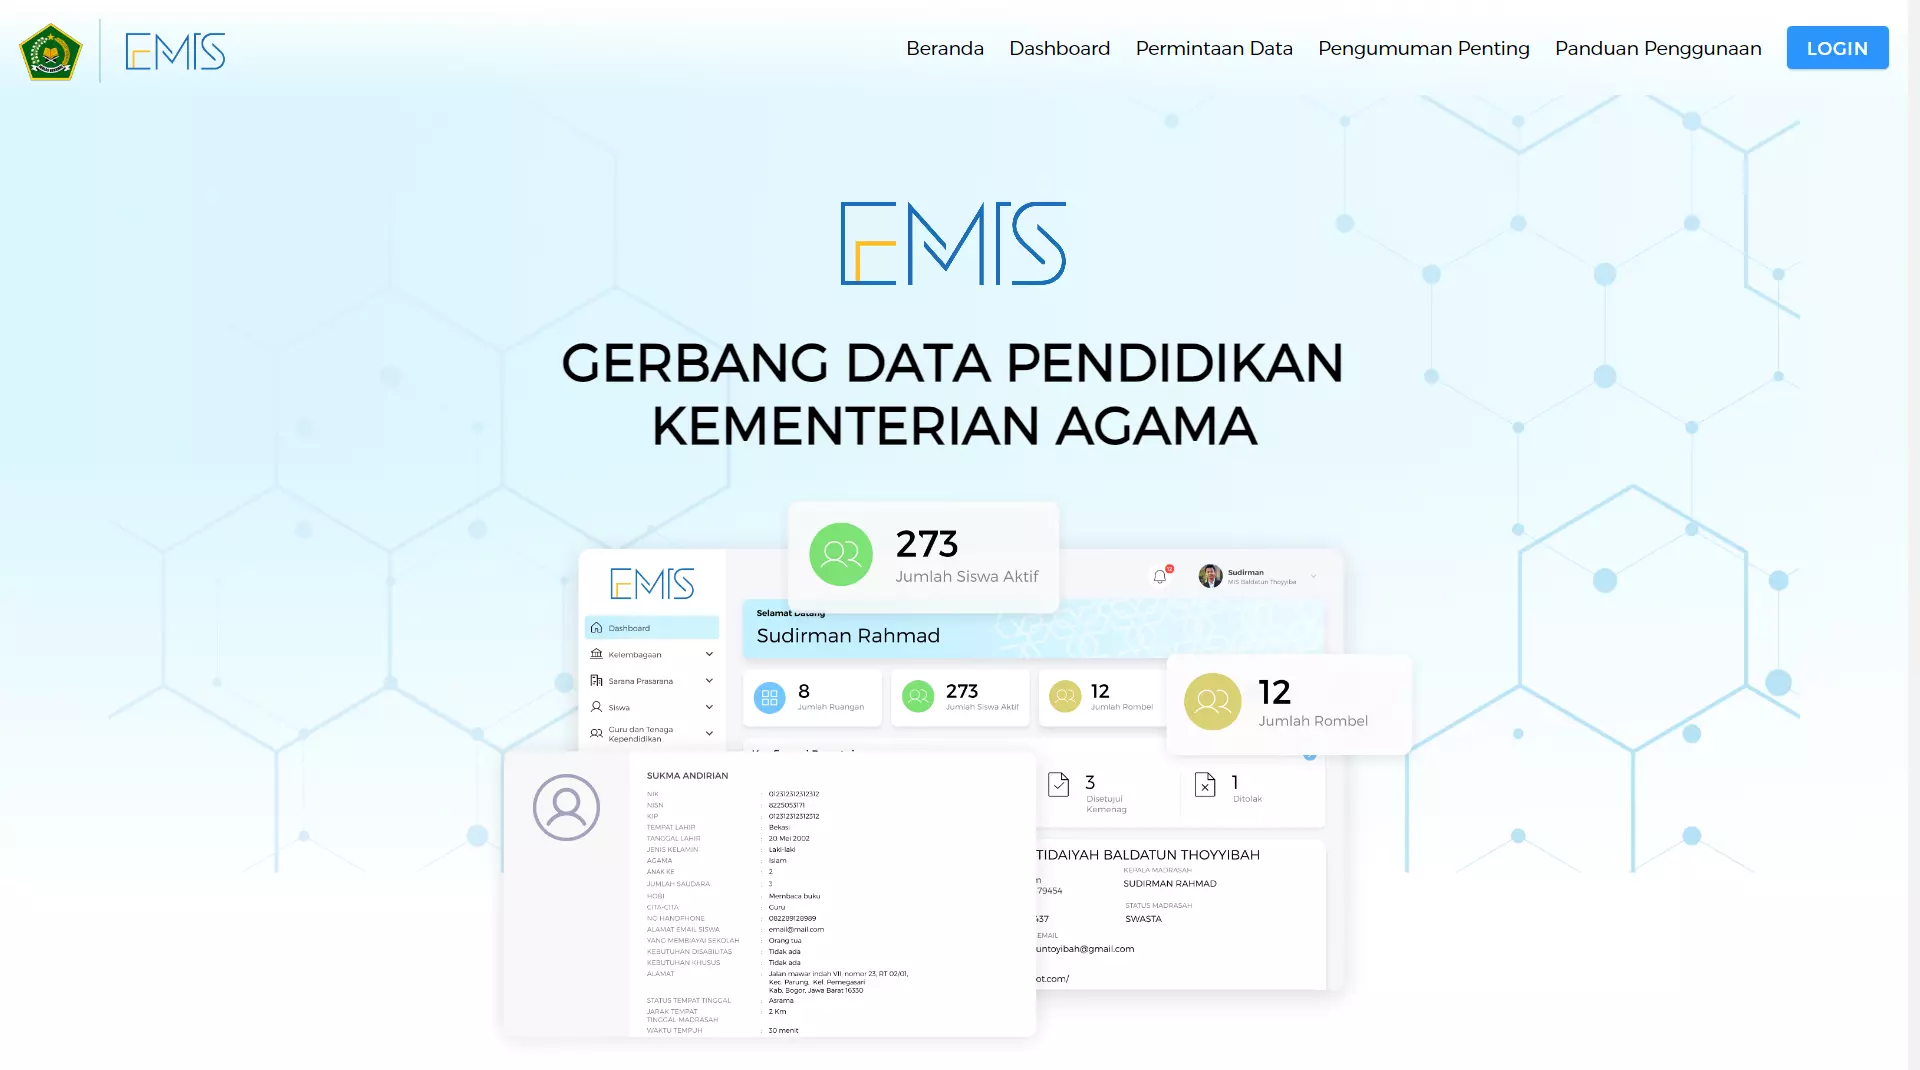 EMIS
Beranda
Dashboard
Permintaan Data
Pengumuman Penting
Panduan Penggunaan
LOGIN
EMIS
GERBANG DATA PENDIDIKAN
KEMENTERIAN AGAMA
273
Jumlah Siswa Aktif
EMIS
12
Sudirman
MIS Baldatun Thoyyiba
Dashboard
Kelembagaan
Sarana Prasarana
Siswa
Guru dan Tenaga
Kependidikan
Selamat Datang
Sudirman Rahmad
8
Jumlah Ruangan
273
Jumlah Siswa Aktif
12
Jumlah Rombel
12
Jumlah Rombel
3
Disetujui
Kemenag
1
Ditolak
SUKMA ANDIRIAN
NIK : 012312312312312
NISN : 8225053171
KIP : 012312312312312
TEMPAT LAHIR : Bekasi
TANGGAL LAHIR : 20 Mei 2002
JENIS KELAMIN : Laki-laki
AGAMA : Islam
ANAK KE : 2
JUMLAH SAUDARA : 3
HOBI : Membaca buku
CITA-CITA : Guru
NO HANDPHONE : 082289128989
ALAMAT EMAIL SISWA : email@mail.com
YANG MEMBIAYAI SEKOLAH : Orang tua
KEBUTUHAN DISABILITAS : Tidak ada
KEBUTUHAN KHUSUS : Tidak ada
ALAMAT : Jalan mawar indah VII, nomor 23, RT 02/01,
Kec. Parung, Kel. Pemegasari
Kab. Bogor, Jawa Barat 16330
STATUS TEMPAT TINGGAL : Asrama
JARAK TEMPAT : 2 Km
TINGGAL MADRASAH
WAKTU TEMPUH : 30 menit
TIDAIYAH BALDATUN THOYYIBAH
KEPALA MADRASAH
SUDIRMAN RAHMAD
79454
STATUS MADRASAH
SWASTA
437
EMAIL
untoyibah@gmail.com
ot.com/